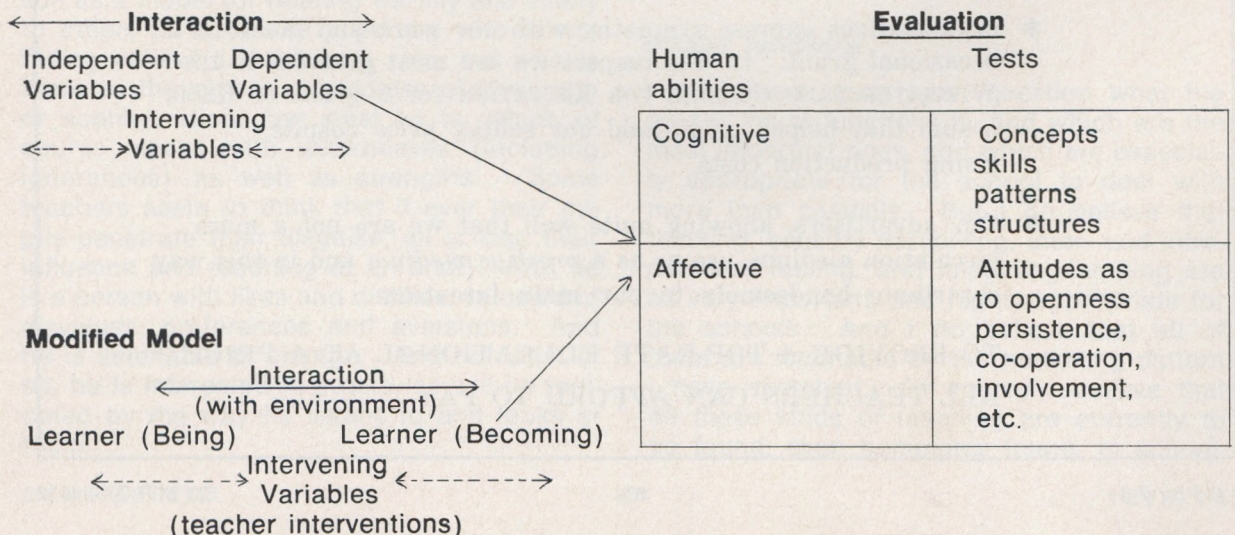 Interaction
Independent Dependent
Variables Variables
Intervening
Variables
Evaluation
Human Tests
abilities
Cognitive Concepts
skills
patterns
structures
Affective Attitudes as
to openness
persistence,
co-operation,
involvement,
etc.
Modified Model
Interaction
(with environment)
Learner (Being) Learner (Becoming)
Intervening
Variables
(teacher interventions)